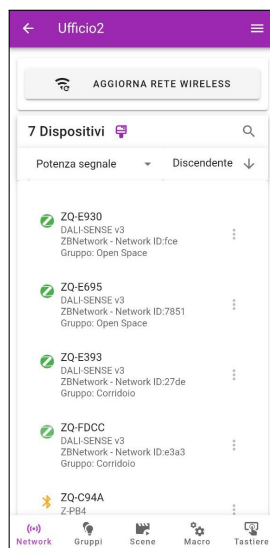 Ufficio2
AGGIORNA RETE WIRELESS
7 Dispositivi
Potenza segnale
Discendente
ZQ-E930
DALI-SENSE v3
ZBNetwork - Network ID:fce
Gruppo: Open Space
ZQ-E695
DALI-SENSE v3
ZBNetwork - Network ID:7851
Gruppo: Open Space
ZQ-E393
DALI-SENSE v3
ZBNetwork - Network ID:27de
Gruppo: Corridoio
ZQ-FDCC
DALI-SENSE v3
ZBNetwork - Network ID:e3a3
Gruppo: Corridoio
ZQ-C94A
Z-PB4
Network Gruppi Scene Macro Tastiere